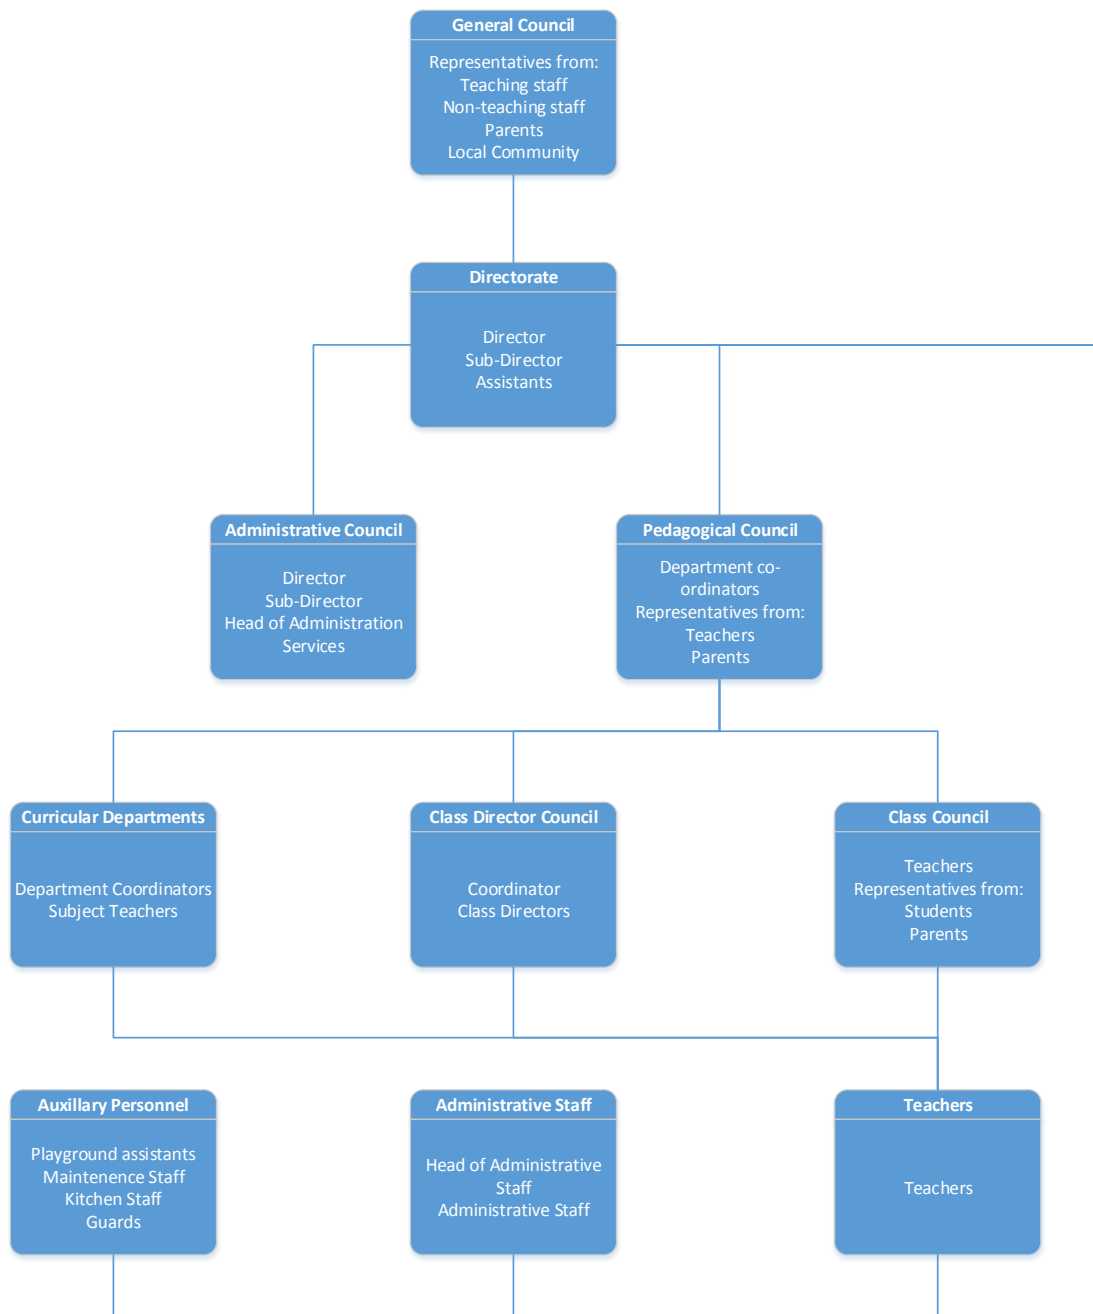 General Council
Representatives from:
Teaching staff
Non-teaching staff
Parents
Local Community
Directorate
Director
Sub-Director
Assistants
Administrative Council
Director
Sub-Director
Head of Administration
Services
Pedagogical Council
Department co-
ordinators
Representatives from:
Teachers
Parents
Curricular Departments
Department Coordinators
Subject Teachers
Class Director Council
Coordinator
Class Directors
Class Council
Teachers
Representatives from:
Students
Parents
Auxillary Personnel
Playground assistants
Maintenence Staff
Kitchen Staff
Guards
Administrative Staff
Head of Administrative
Staff
Administrative Staff
Teachers
Teachers